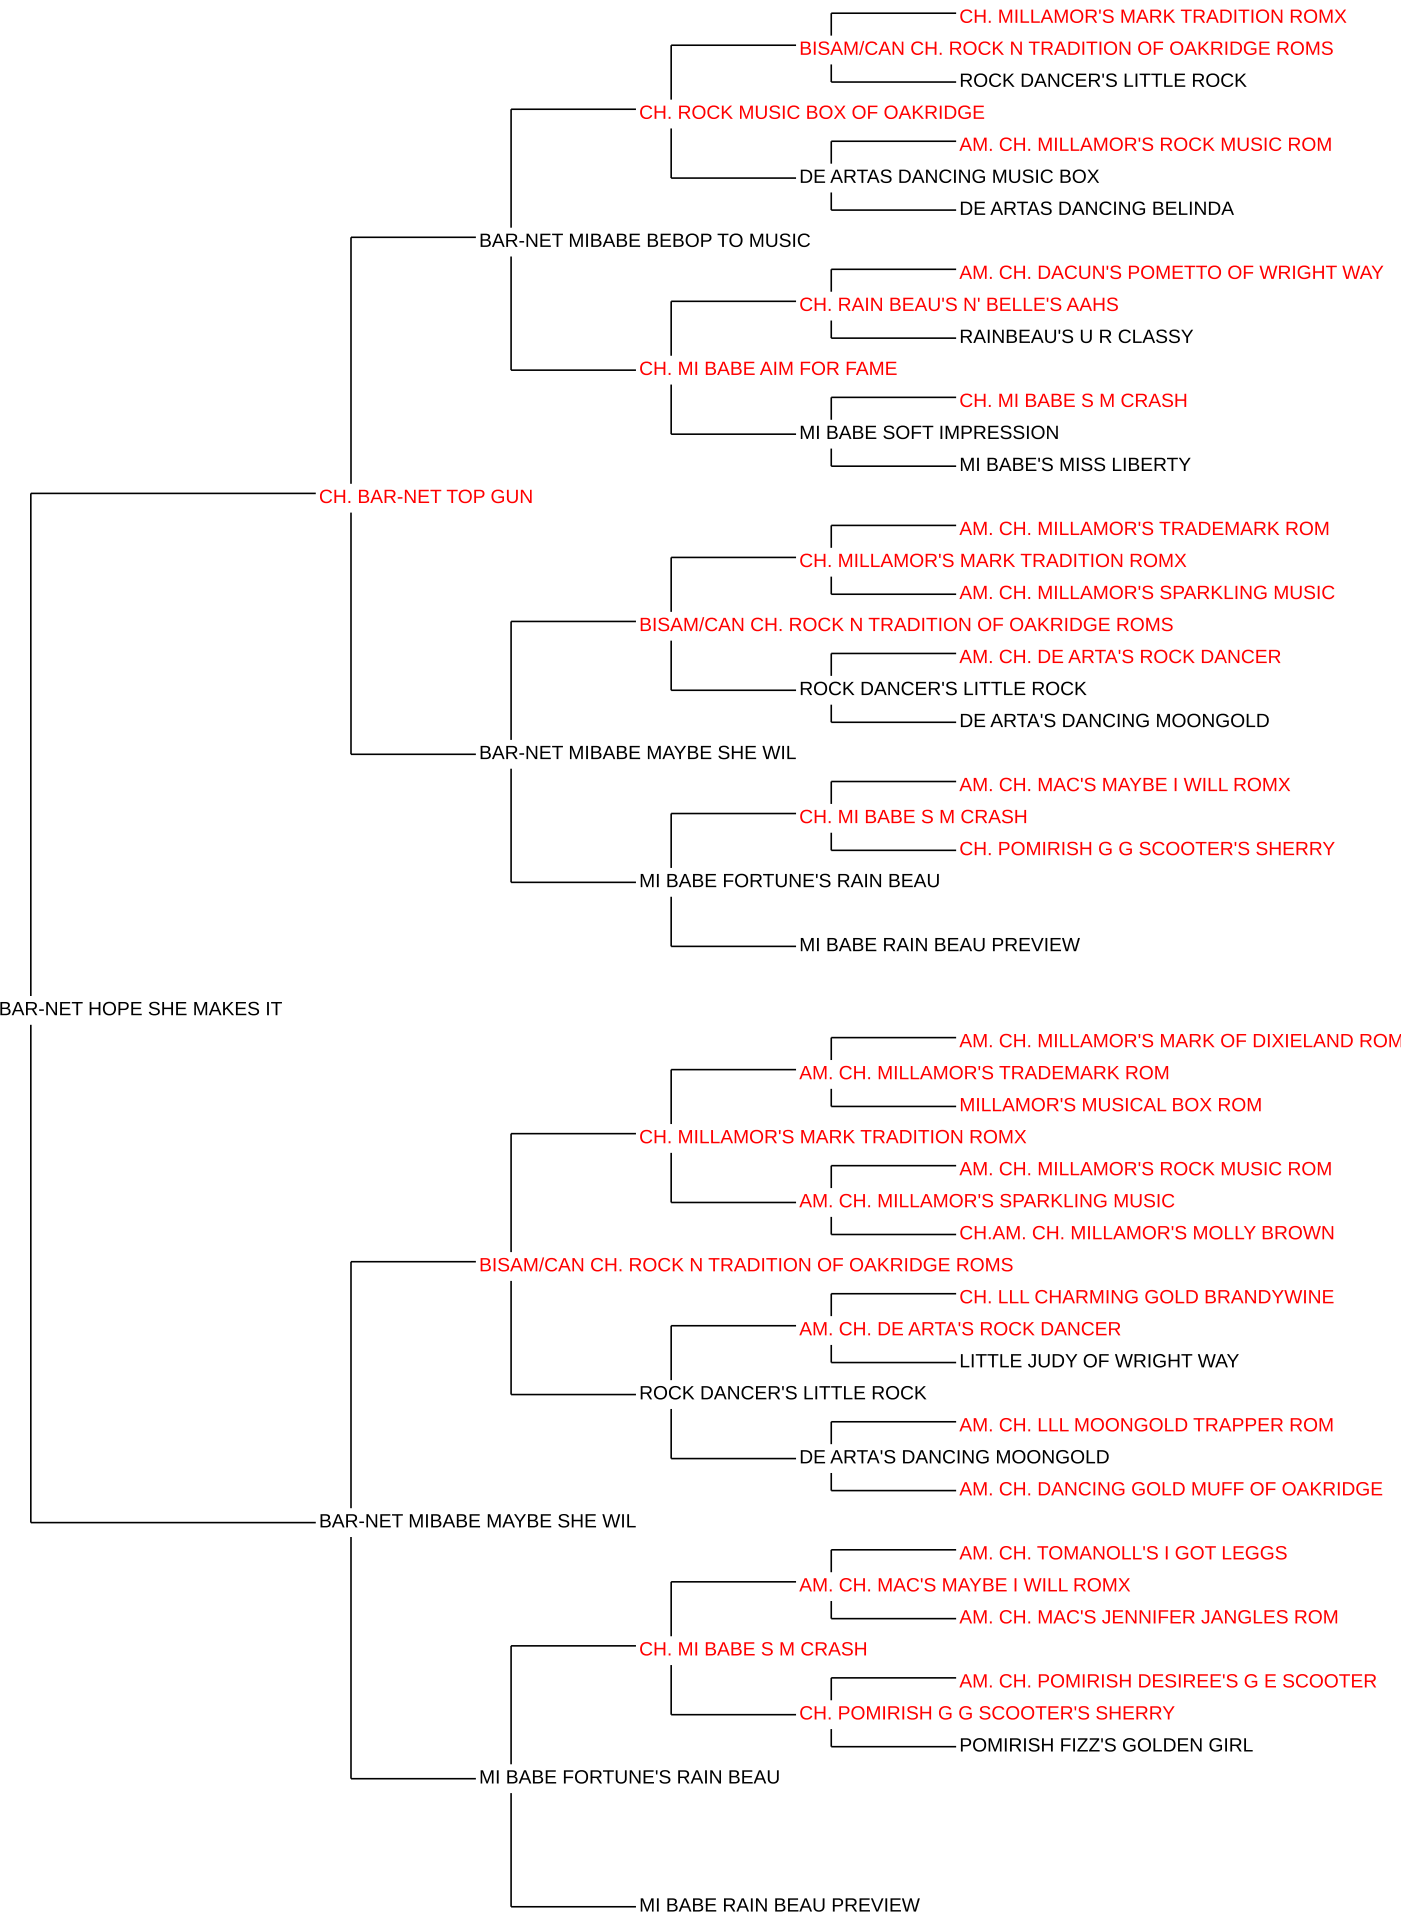 CH. MILLAMOR'S MARK TRADITION ROMX
BISAM/CAN CH. ROCK N TRADITION OF OAKRIDGE ROMS
ROCK DANCER'S LITTLE ROCK
CH. ROCK MUSIC BOX OF OAKRIDGE
AM. CH. MILLAMOR'S ROCK MUSIC ROM
DE ARTAS DANCING MUSIC BOX
DE ARTAS DANCING BELINDA
BAR-NET MIBABE BEBOP TO MUSIC
AM. CH. DACUN'S POMETTO OF WRIGHT WAY
CH. RAIN BEAU'S N' BELLE'S AAHS
RAINBEAU'S U R CLASSY
CH. MI BABE AIM FOR FAME
CH. MI BABE S M CRASH
MI BABE SOFT IMPRESSION
MI BABE'S MISS LIBERTY
CH. BAR-NET TOP GUN
AM. CH. MILLAMOR'S TRADEMARK ROM
CH. MILLAMOR'S MARK TRADITION ROMX
AM. CH. MILLAMOR'S SPARKLING MUSIC
BISAM/CAN CH. ROCK N TRADITION OF OAKRIDGE ROMS
AM. CH. DE ARTA'S ROCK DANCER
ROCK DANCER'S LITTLE ROCK
DE ARTA'S DANCING MOONGOLD
BAR-NET MIBABE MAYBE SHE WIL
AM. CH. MAC'S MAYBE I WILL ROMX
CH. MI BABE S M CRASH
CH. POMIRISH G G SCOOTER'S SHERRY
MI BABE FORTUNE'S RAIN BEAU
MI BABE RAIN BEAU PREVIEW
BAR-NET HOPE SHE MAKES IT
AM. CH. MILLAMOR'S MARK OF DIXIELAND ROM
AM. CH. MILLAMOR'S TRADEMARK ROM
MILLAMOR'S MUSICAL BOX ROM
CH. MILLAMOR'S MARK TRADITION ROMX
AM. CH. MILLAMOR'S ROCK MUSIC ROM
AM. CH. MILLAMOR'S SPARKLING MUSIC
CH.AM. CH. MILLAMOR'S MOLLY BROWN
BISAM/CAN CH. ROCK N TRADITION OF OAKRIDGE ROMS
CH. LLL CHARMING GOLD BRANDYWINE
AM. CH. DE ARTA'S ROCK DANCER
LITTLE JUDY OF WRIGHT WAY
ROCK DANCER'S LITTLE ROCK
AM. CH. LLL MOONGOLD TRAPPER ROM
DE ARTA'S DANCING MOONGOLD
AM. CH. DANCING GOLD MUFF OF OAKRIDGE
BAR-NET MIBABE MAYBE SHE WIL
AM. CH. TOMANOLL'S I GOT LEGGS
AM. CH. MAC'S MAYBE I WILL ROMX
AM. CH. MAC'S JENNIFER JANGLES ROM
CH. MI BABE S M CRASH
AM. CH. POMIRISH DESIREE'S G E SCOOTER
CH. POMIRISH G G SCOOTER'S SHERRY
POMIRISH FIZZ'S GOLDEN GIRL
MI BABE FORTUNE'S RAIN BEAU
MI BABE RAIN BEAU PREVIEW